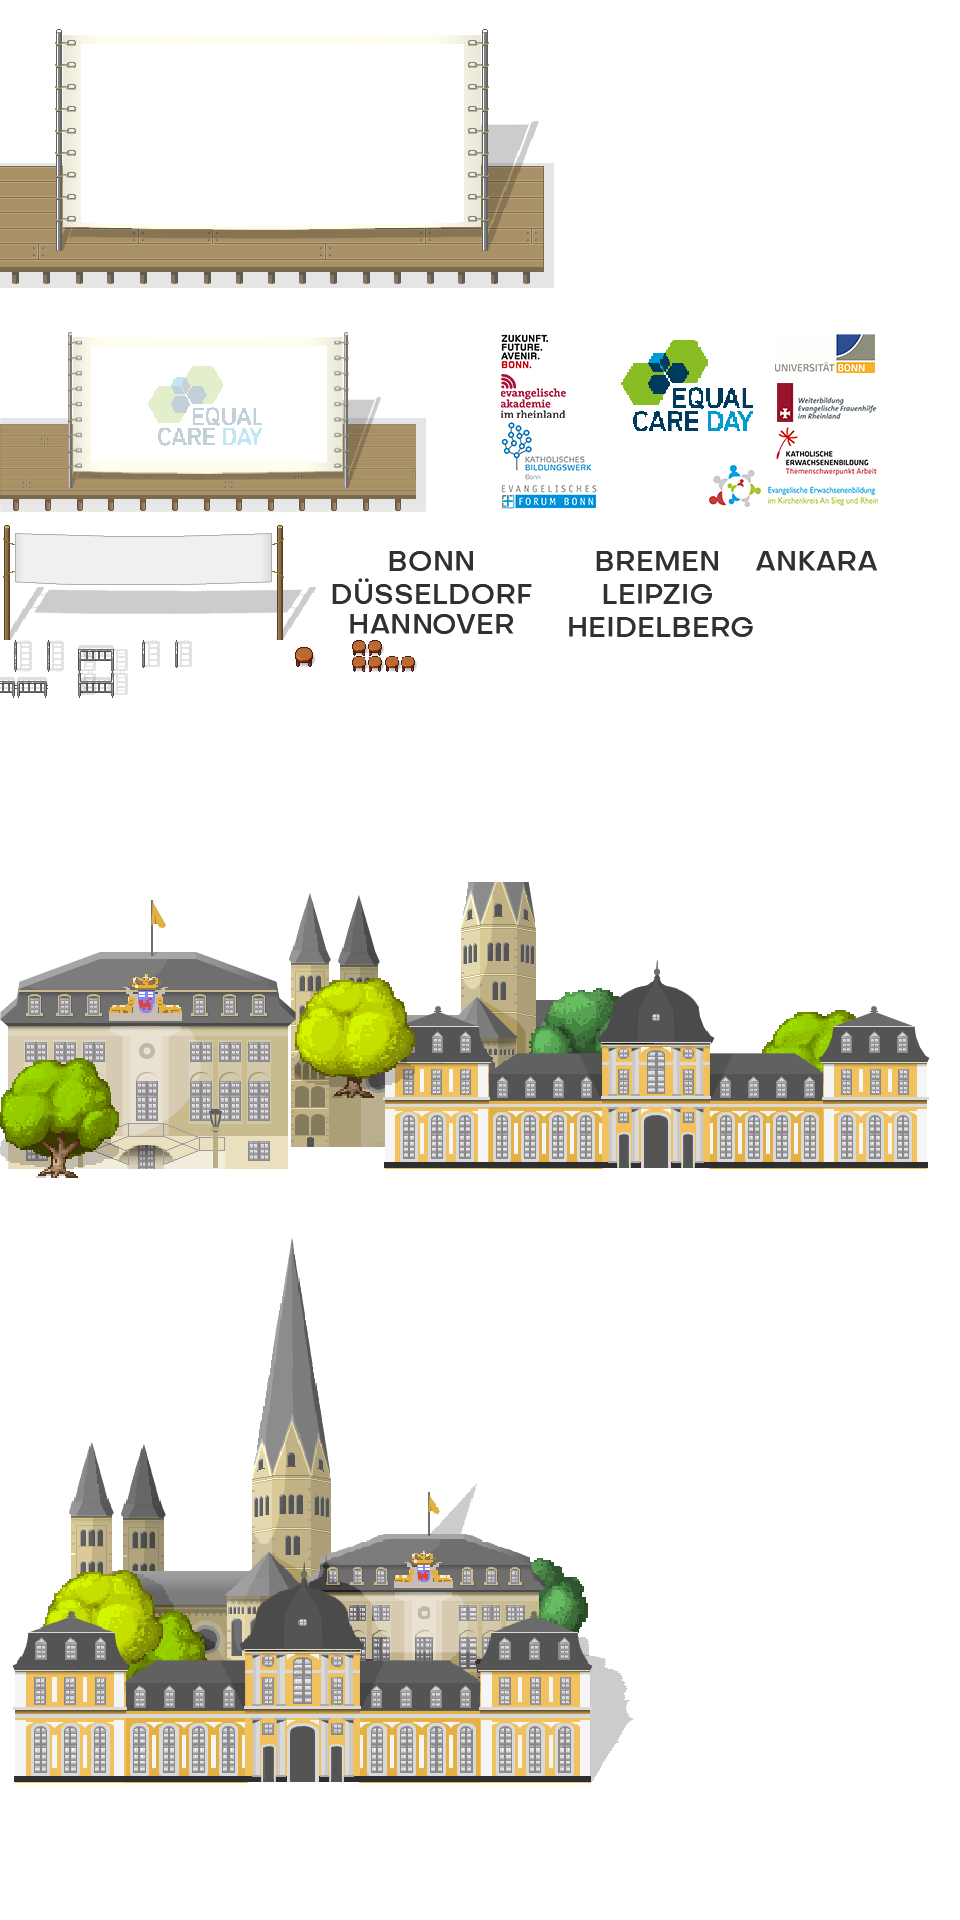 EQUAL
CARE DAY
ZUKUNFT.
FUTURE.
AVENIR.
BONN.
evangelische
akademie
im rheinland
KATHOLISCHES
BILDUNGSWERK
Bonn
EVANGELISCHES
FORUM BONN
EQUAL
CARE DAY
UNIVERSITÄT BONN
Weiterbildung
Evangelische Frauenhilfe
im Rheinland
KATHOLISCHE
ERWACHSENENBILDUNG
Themenschwerpunkt Arbeit
Evangelische Erwachsenenbildung
im Kirchenkreis An Sieg und Rhein
BONN
DÜSSELDORF
HANNOVER
BREMEN
LEIPZIG
HEIDELBERG
ANKARA